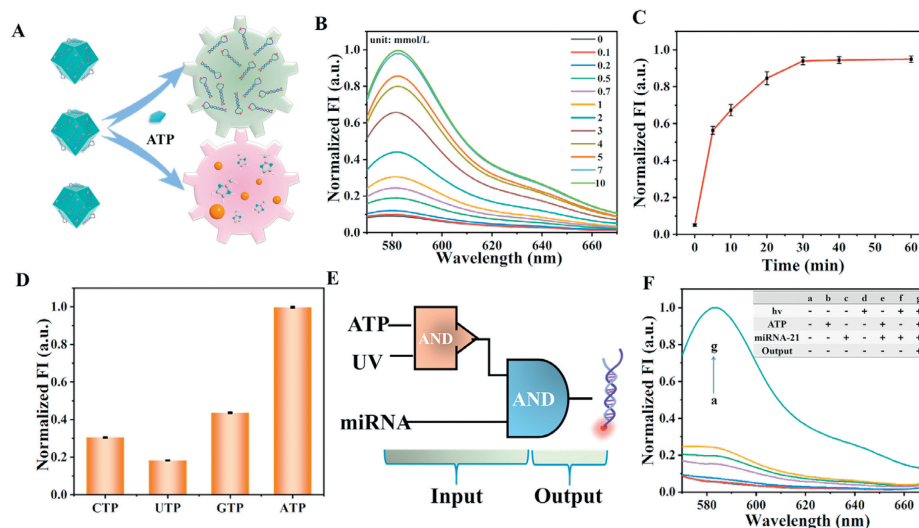 A
ATP
B
unit: mmol/L
0
0.1
0.2
0.5
0.7
1
2
3
4
5
7
10
Normalized FI (a.u.)
1.0
0.8
0.6
0.4
0.2
0.0
580 600 620 640 660
Wavelength (nm)
C
Normalized FI (a.u.)
1.0
0.8
0.6
0.4
0.2
0.0
0 10 20 30 40 50 60
Time (min)
D
Normalized FI (a.u.)
1.0
0.8
0.6
0.4
0.2
0.0
CTP UTP GTP ATP
E
ATP
UV
AND
miRNA
AND
Input Output
F
Normalized FI (a.u.)
1.0
0.8
0.6
0.4
0.2
0.0
a b c d e f g
hv - - - + - + +
ATP - + - - + -
miRNA-21 - - + - + +
Output - - - - - -
g
a
580 600 620 640 660
Wavelength (nm)